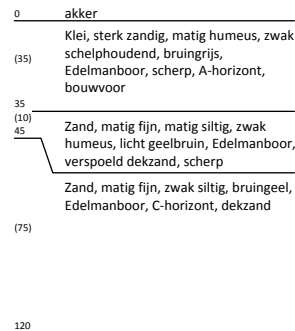 0 akker
Klei, sterk zandig, matig humeus, zwak
schelphoudend, bruingrijs,
(35)
Edelmanboor, scherp, A-horizont,
bouwvoor
35
(10)
Zand, matig fijn, matig siltig, zwak
45
humeus, licht geelbruin, Edelmanboor,
verspoeld dekzand, scherp
Zand, matig fijn, zwak siltig, bruingeel,
Edelmanboor, C-horizont, dekzand
(75)
120